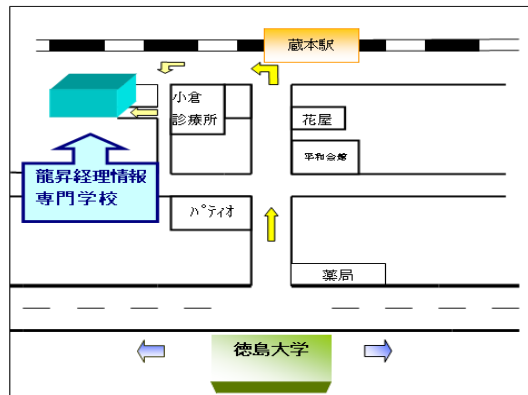 蔵本駅
小倉
診療所
花屋
平和会館
龍昇経理情報
専門学校
パティオ
薬局
徳島大学